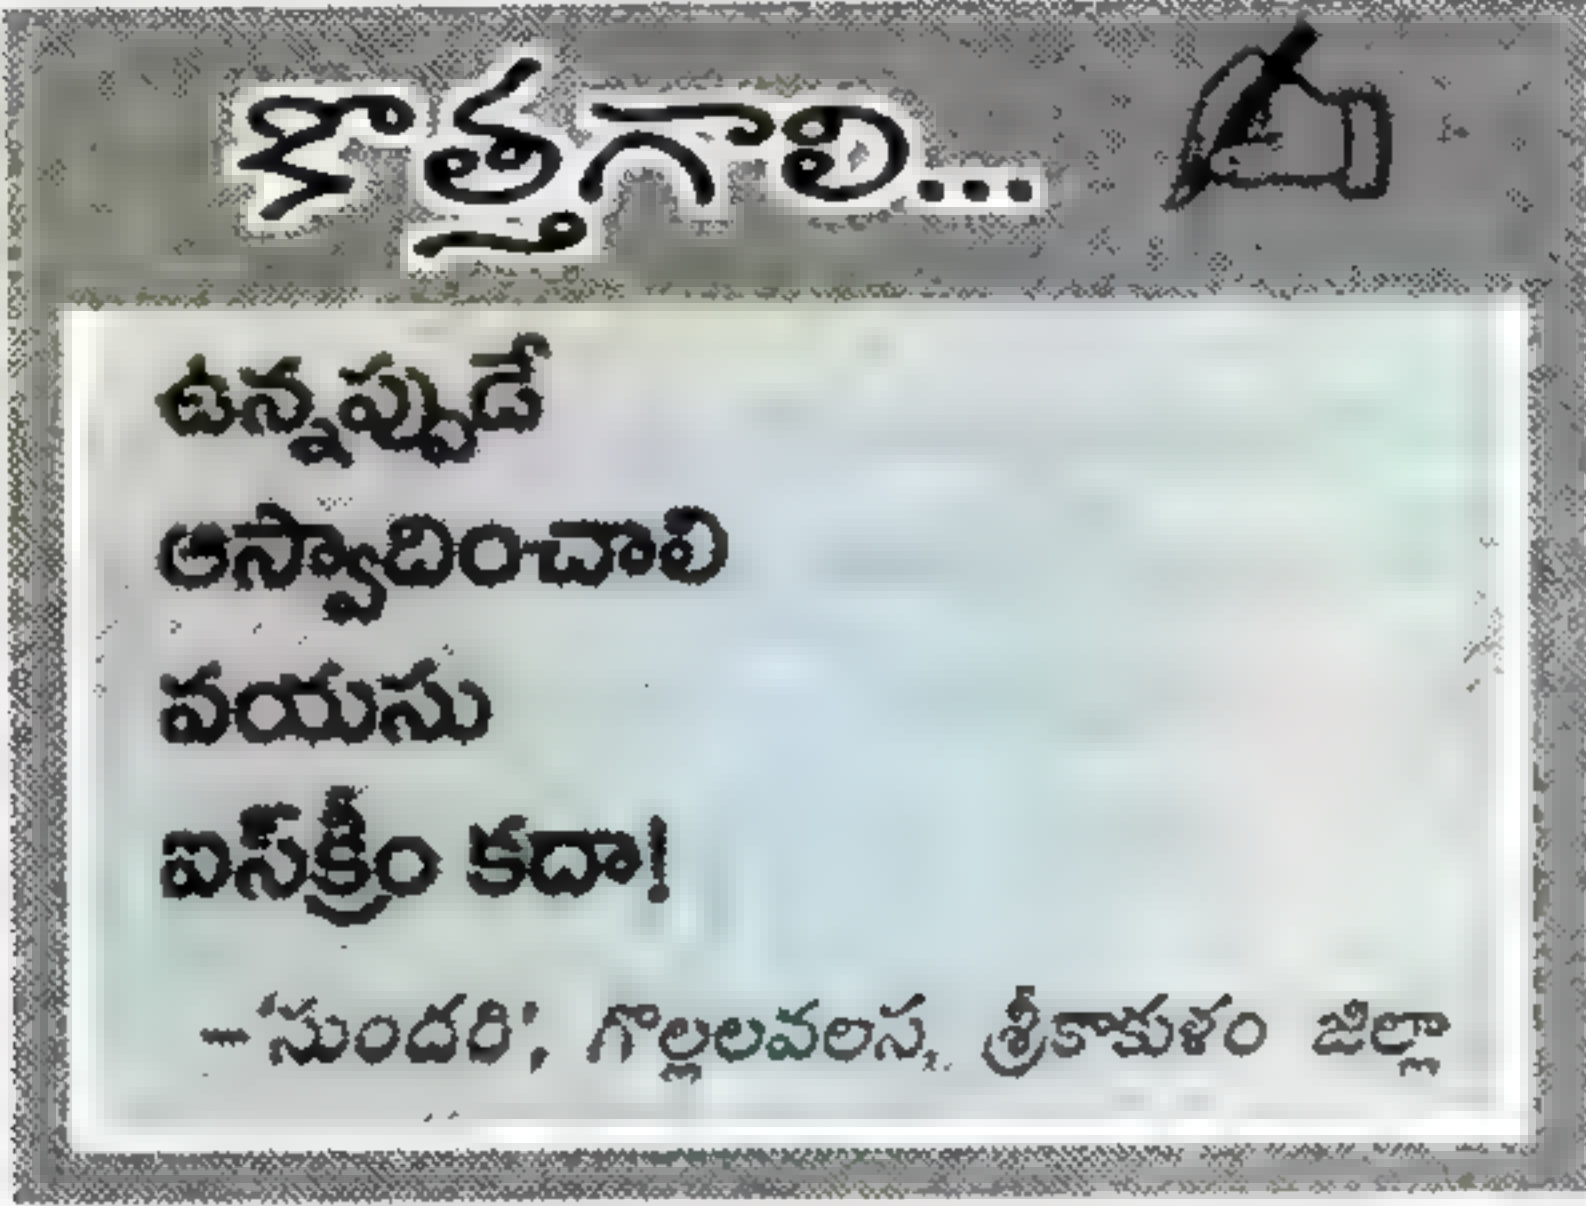 కొత్తగాలి...
ఉన్నప్పుడే
ఆస్వాదించాలి
వయసు
ఐస్‌క్రీం కదా!
–'సుందరి', గొల్లలవలస, శ్రీకాకుళం జిల్లా